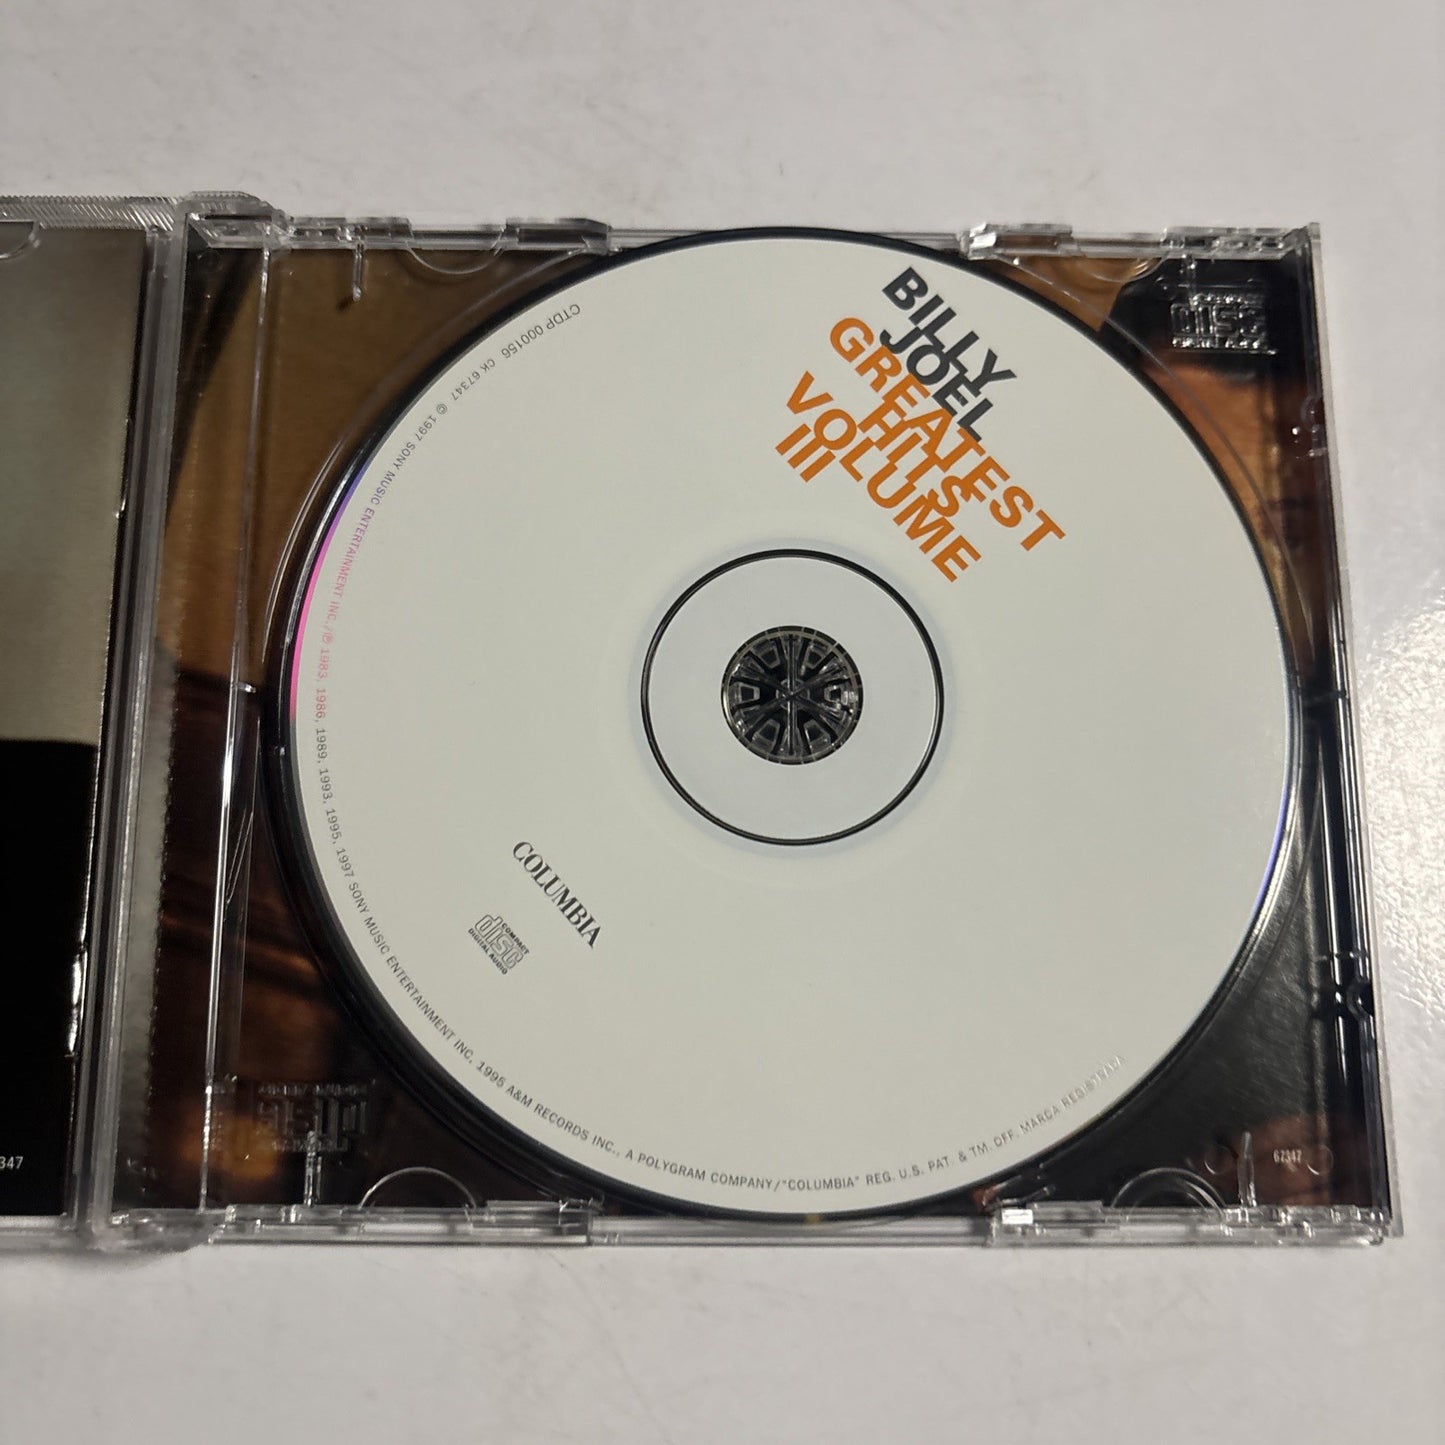 BILLY
JOEL
GREATEST
HITS
VOLUME
III
CTDP 000156 CK 67347 © 1997 SONY MUSIC ENTERTAINMENT INC./℗ 1983, 1986, 1989, 1993, 1995, 1997 SONY MUSIC ENTERTAINMENT INC, 1995 A&M RECORDS INC., A POLYGRAM COMPANY/"COLUMBIA" REG. U.S. PAT. & TM. OFF. MARCA REGISTRADA
COLUMBIA
COMPACT
disc
DIGITAL AUDIO
disc
347
67347